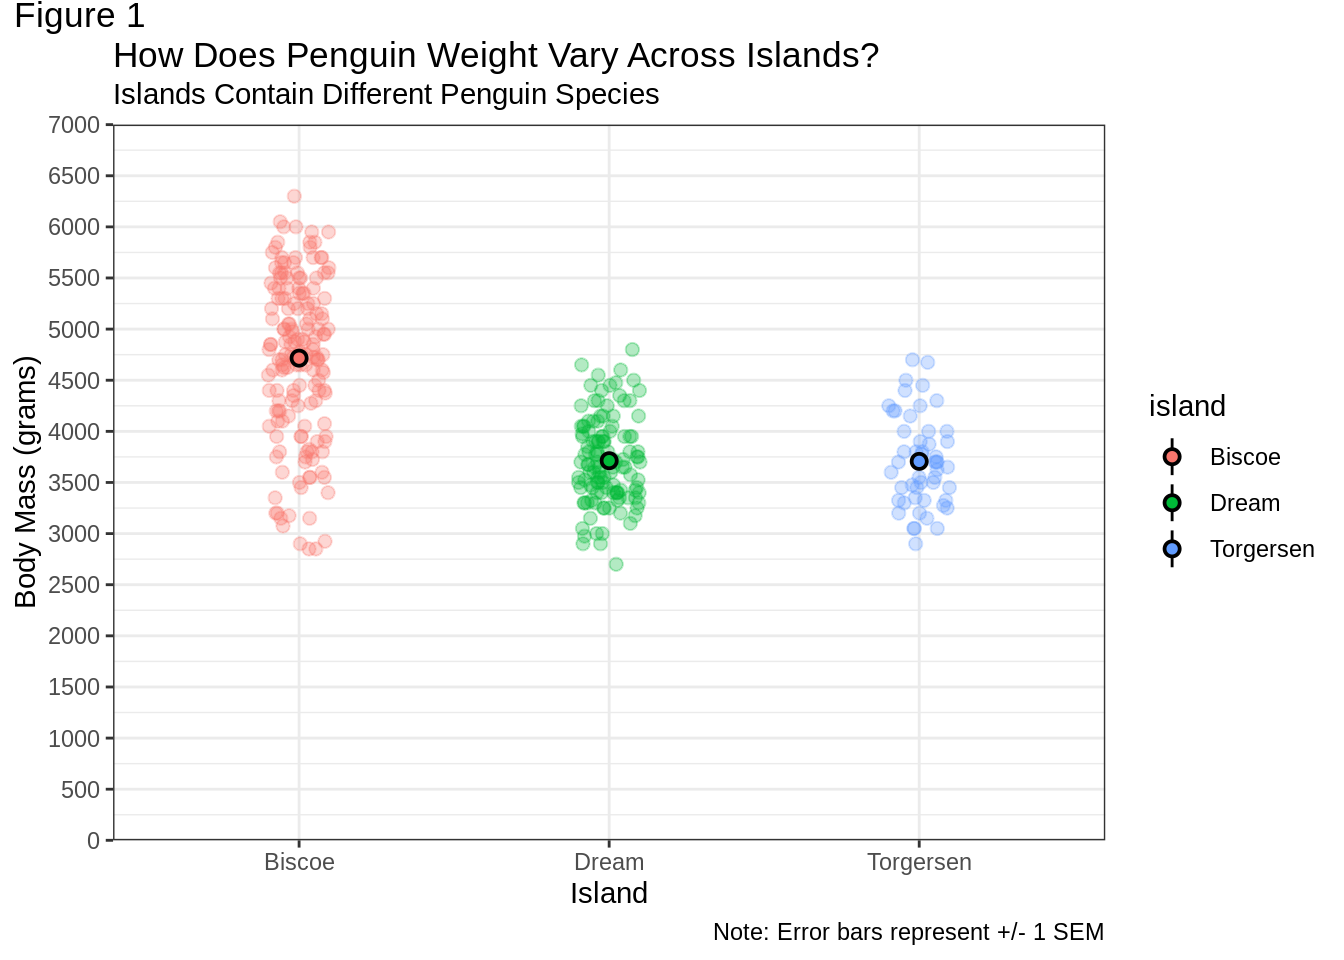 Figure 1
How Does Penguin Weight Vary Across Islands?
Islands Contain Different Penguin Species
7000
6500
6000
5500
5000
4500
4000
3500
3000
2500
2000
1500
1000
500
0
Body Mass (grams)
Biscoe Dream Torgersen
Island
island
Biscoe
Dream
Torgersen
Note: Error bars represent +/- 1 SEM